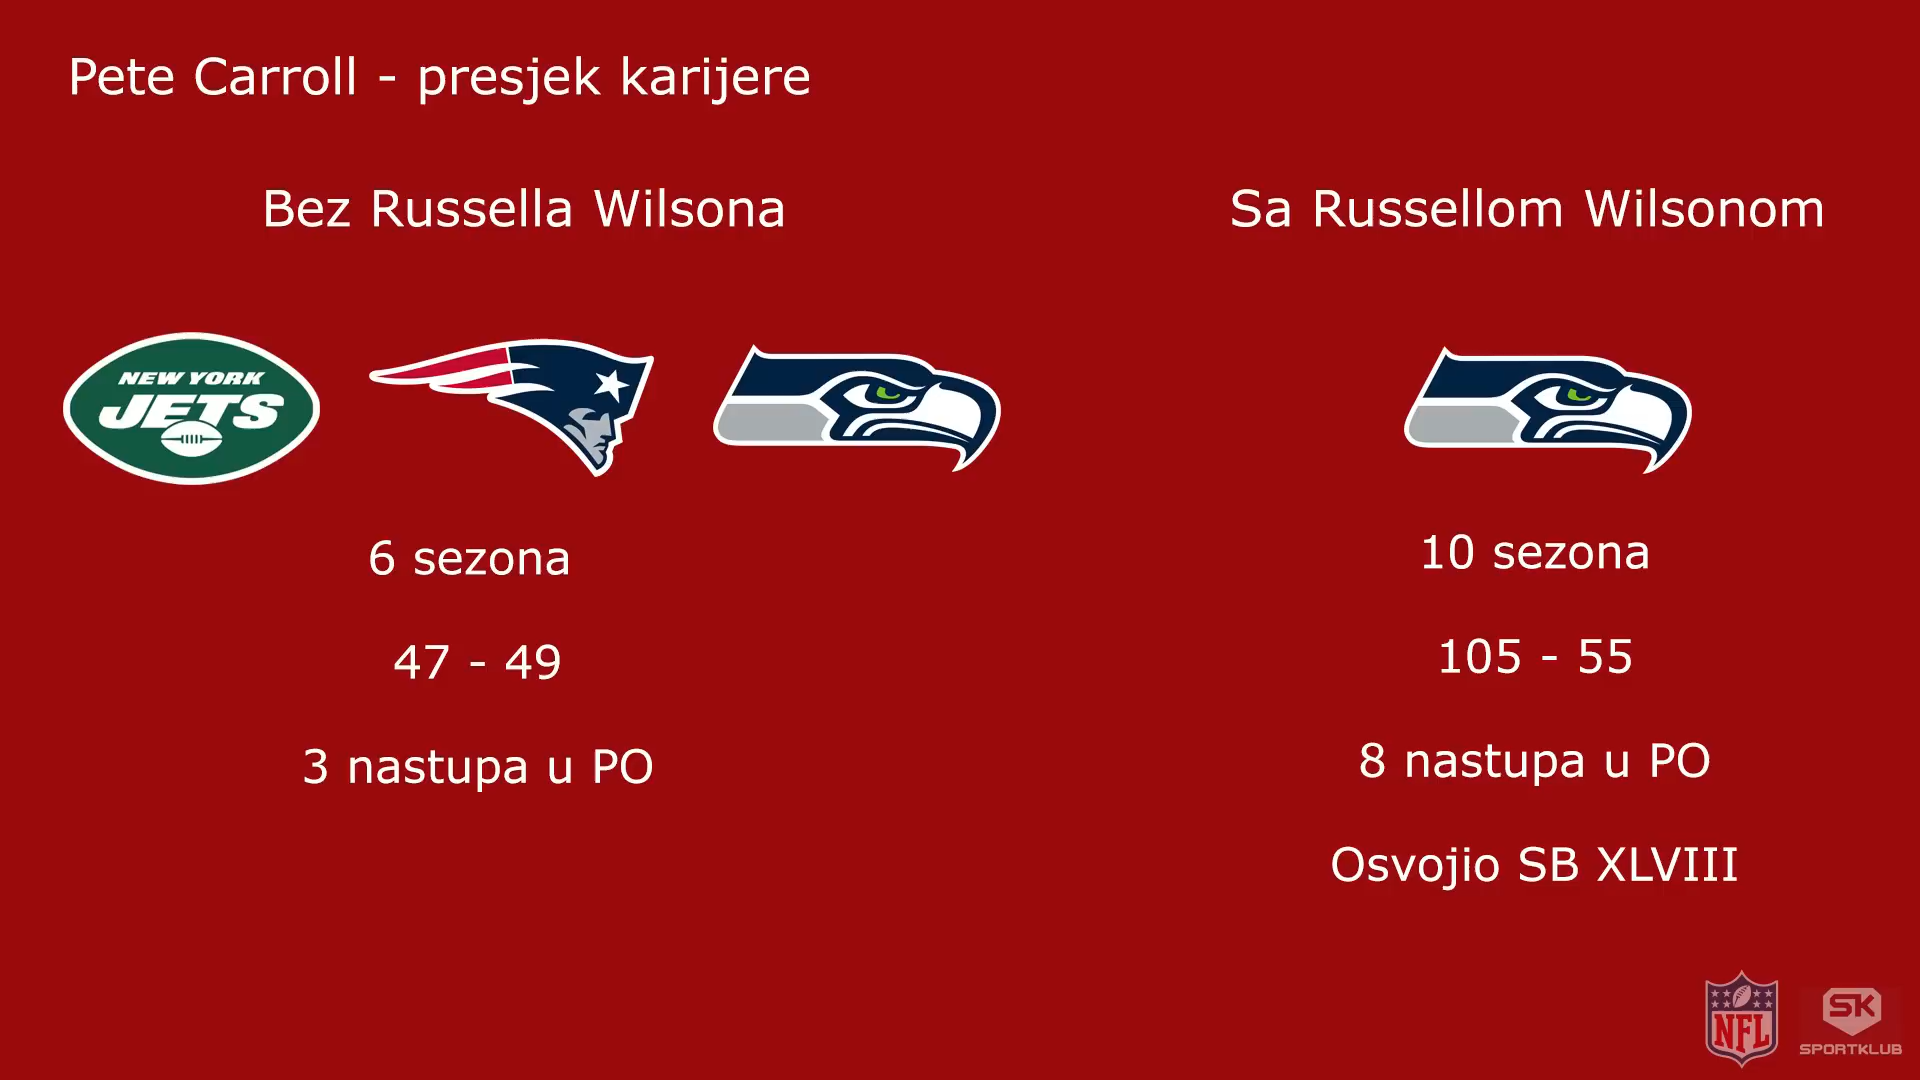 Pete Carroll - presjek karijere
Bez Russella Wilsona
NEW YORK
JETS
6 sezona
47 - 49
3 nastupa u PO
Sa Russellom Wilsonom
10 sezona
105 - 55
8 nastupa u PO
Osvojio SB XLVIII
NFL
SK
SPORTKLUB